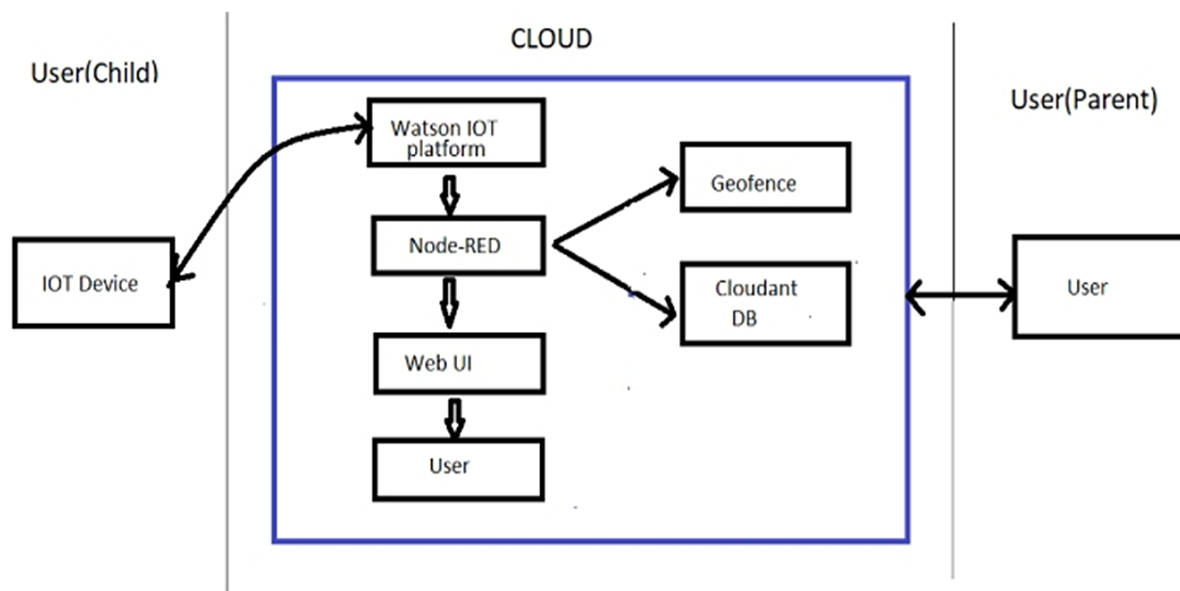 CLOUD
User(Child)
User(Parent)
Watson IOT
platform
Geofence
Node-RED
IOT Device
Cloudant
DB
User
Web UI
User